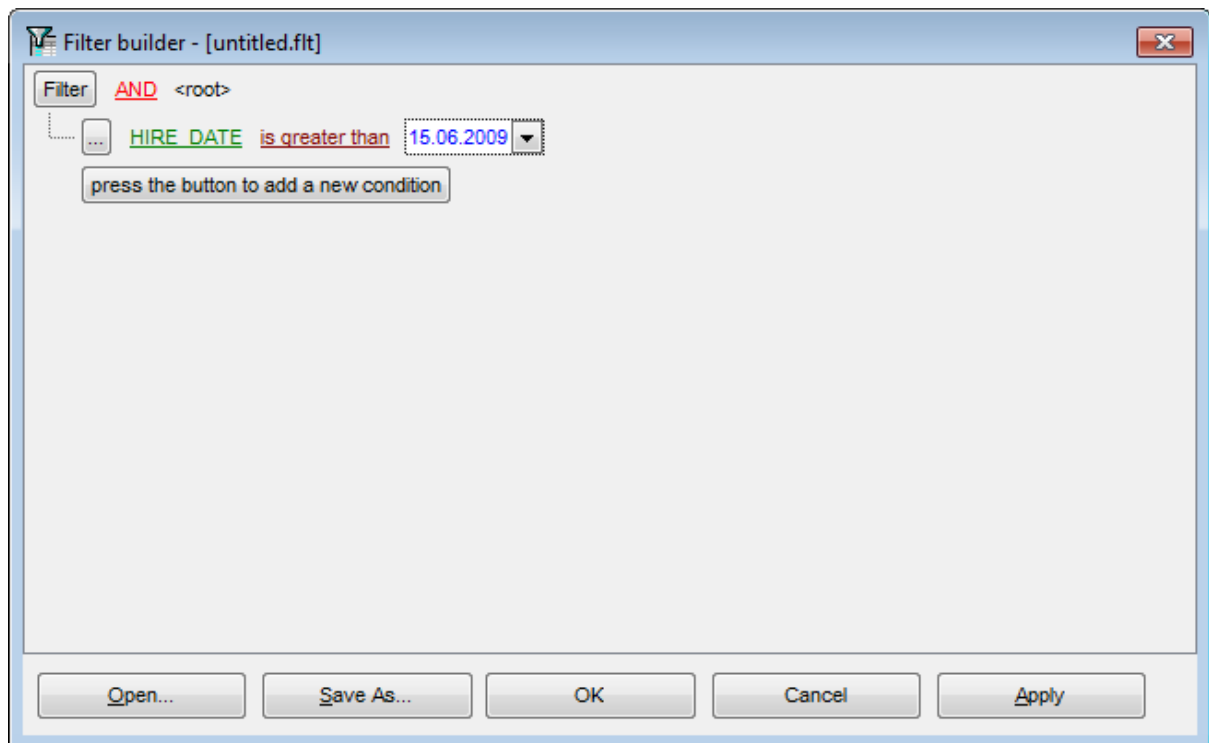 Filter builder - [untitled.flt]
Filter AND <root>
... HIRE_DATE is greater than 15.06.2009
press the button to add a new condition
Open... Save As... OK Cancel Apply